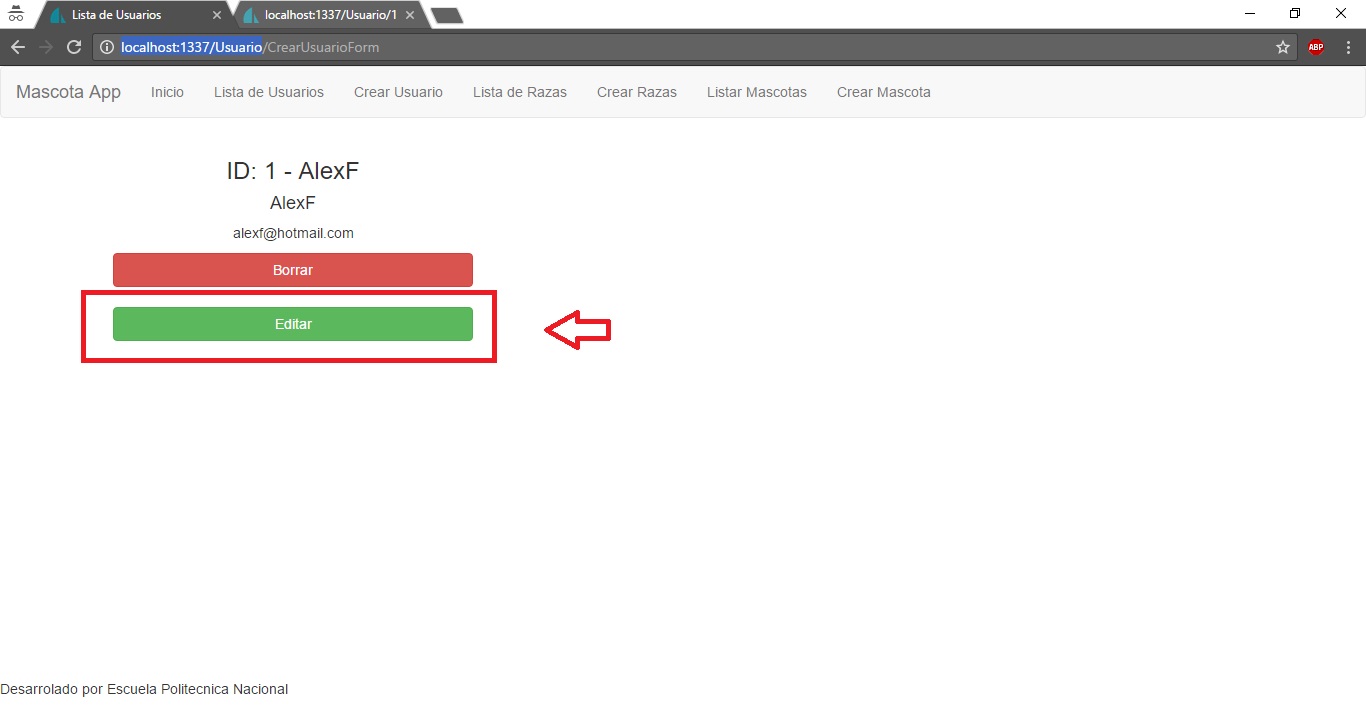 Lista de Usuarios
localhost:1337/Usuario/1
localhost:1337/Usuario/CrearUsuarioForm
ABP
Mascota App Inicio Lista de Usuarios Crear Usuario Lista de Razas Crear Razas Listar Mascotas Crear Mascota
ID: 1 - AlexF
AlexF
alexf@hotmail.com
Borrar
Editar
Desarrolado por Escuela Politecnica Nacional